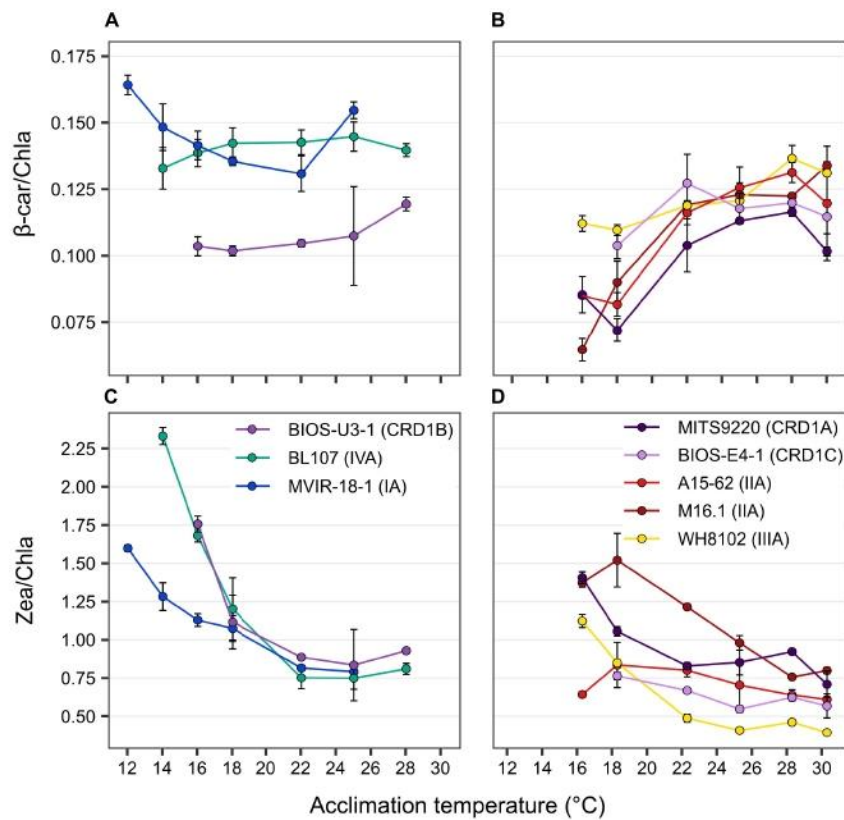 A
B
0.175
0.150
0.125
0.100
0.075
β-car/Chla
C
D
BIOS-U3-1 (CRD1B)
BL107 (IVA)
MVIR-18-1 (IA)
MITS9220 (CRD1A)
BIOS-E4-1 (CRD1C)
A15-62 (IIA)
M16.1 (IIA)
WH8102 (IIIA)
2.25
2.00
1.75
1.50
1.25
1.00
0.75
0.50
Zea/Chla
12 14 16 18 20 22 24 26 28 30
12 14 16 18 20 22 24 26 28 30
Acclimation temperature (°C)